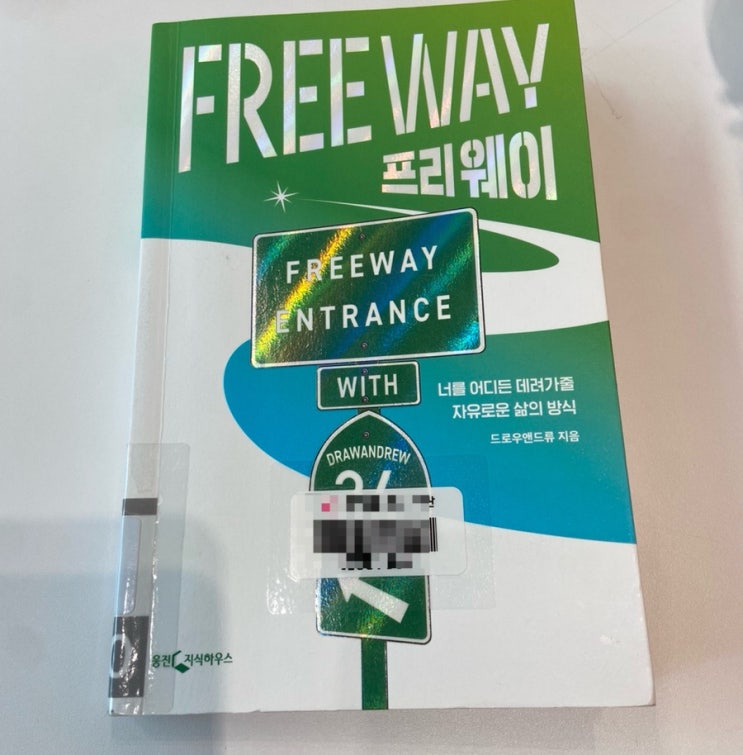 FREEWAY
프리웨이
FREEWAY
ENTRANCE
WITH
너를 어디든 데려가줄
자유로운 삶의 방식
드로우앤드류 지음
DRAWANDREW
웅진 지식하우스